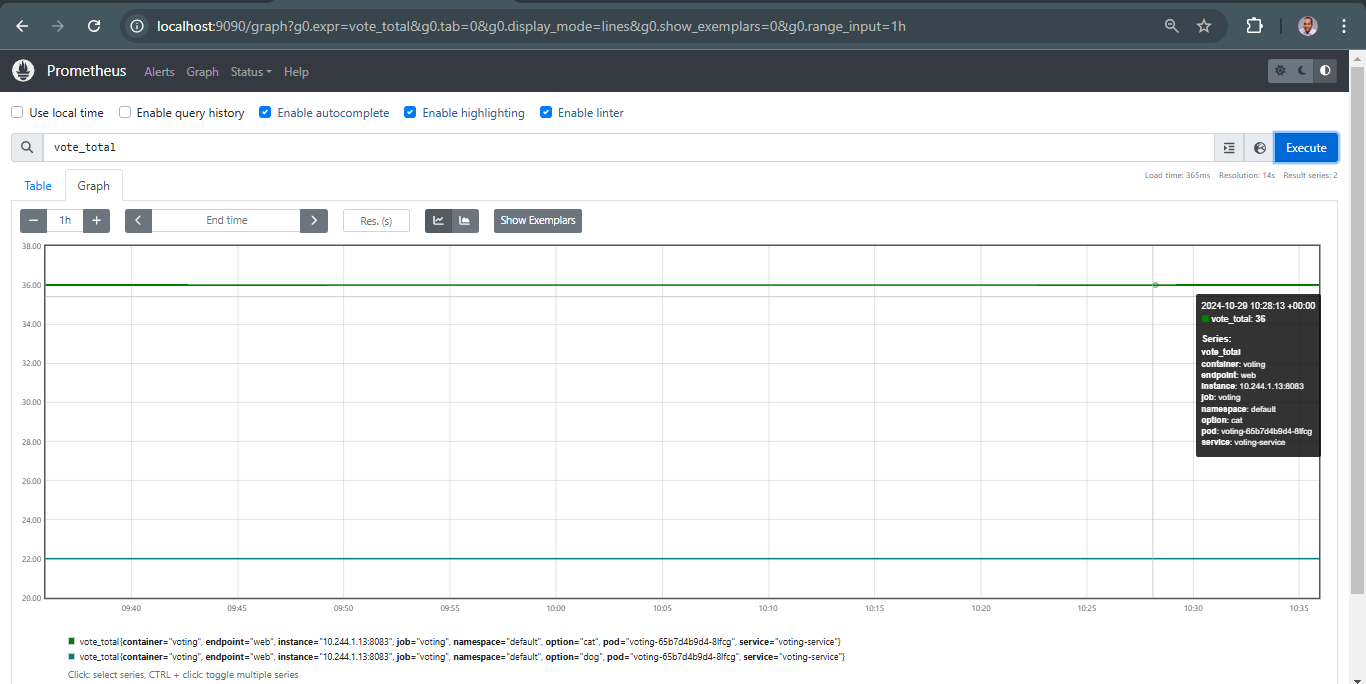 localhost:9090/graph?g0.expr=vote_total&g0.tab=0&g0.display_mode=lines&g0.show_exemplars=0&g0.range_input=1h
Prometheus Alerts Graph Status Help
Use local time Enable query history Enable autocomplete Enable highlighting Enable linter
vote_total Execute
Load time: 365ms Resolution: 14s Result series: 2
Table Graph
− 1h + End time Res. (s) Show Exemplars
38.00
36.00
34.00
32.00
30.00
28.00
26.00
24.00
22.00
20.00
2024-10-29 10:28:13 +00:00
vote_total: 36
Series:
vote_total
container: voting
endpoint: web
instance: 10.244.1.13:8083
job: voting
namespace: default
option: cat
pod: voting-65b7d4b9d4-8lfcg
service: voting-service
09:40 09:45 09:50 09:55 10:00 10:05 10:10 10:15 10:20 10:25 10:30 10:35
vote_total{container="voting", endpoint="web", instance="10.244.1.13:8083", job="voting", namespace="default", option="cat", pod="voting-65b7d4b9d4-8lfcg", service="voting-service"}
vote_total{container="voting", endpoint="web", instance="10.244.1.13:8083", job="voting", namespace="default", option="dog", pod="voting-65b7d4b9d4-8lfcg", service="voting-service"}
Click: select series, CTRL + click: toggle multiple series